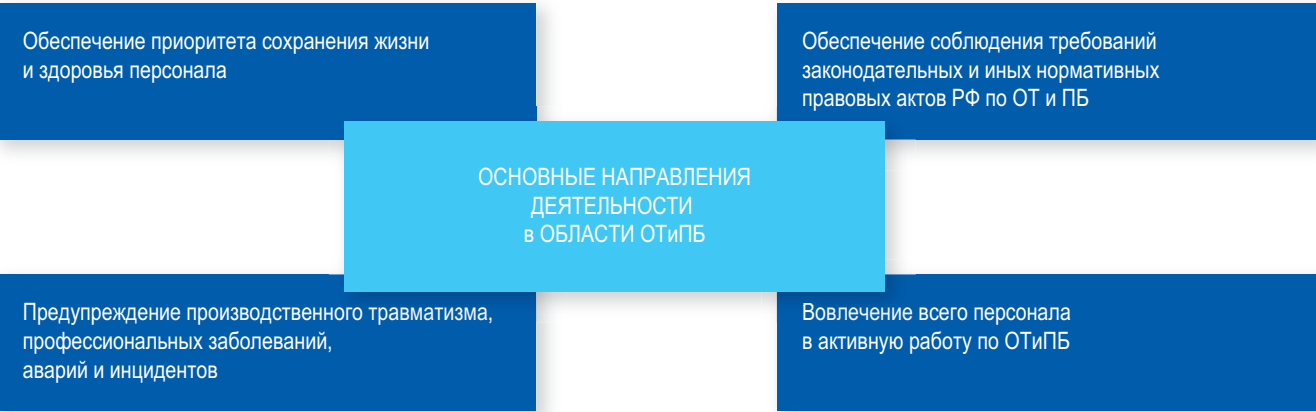 Обеспечение приоритета сохранения жизни
и здоровья персонала
Обеспечение соблюдения требований
законодательных и иных нормативных
правовых актов РФ по ОТ и ПБ
ОСНОВНЫЕ НАПРАВЛЕНИЯ
ДЕЯТЕЛЬНОСТИ
в ОБЛАСТИ ОТиПБ
Предупреждение производственного травматизма,
профессиональных заболеваний,
аварий и инцидентов
Вовлечение всего персонала
в активную работу по ОТиПБ